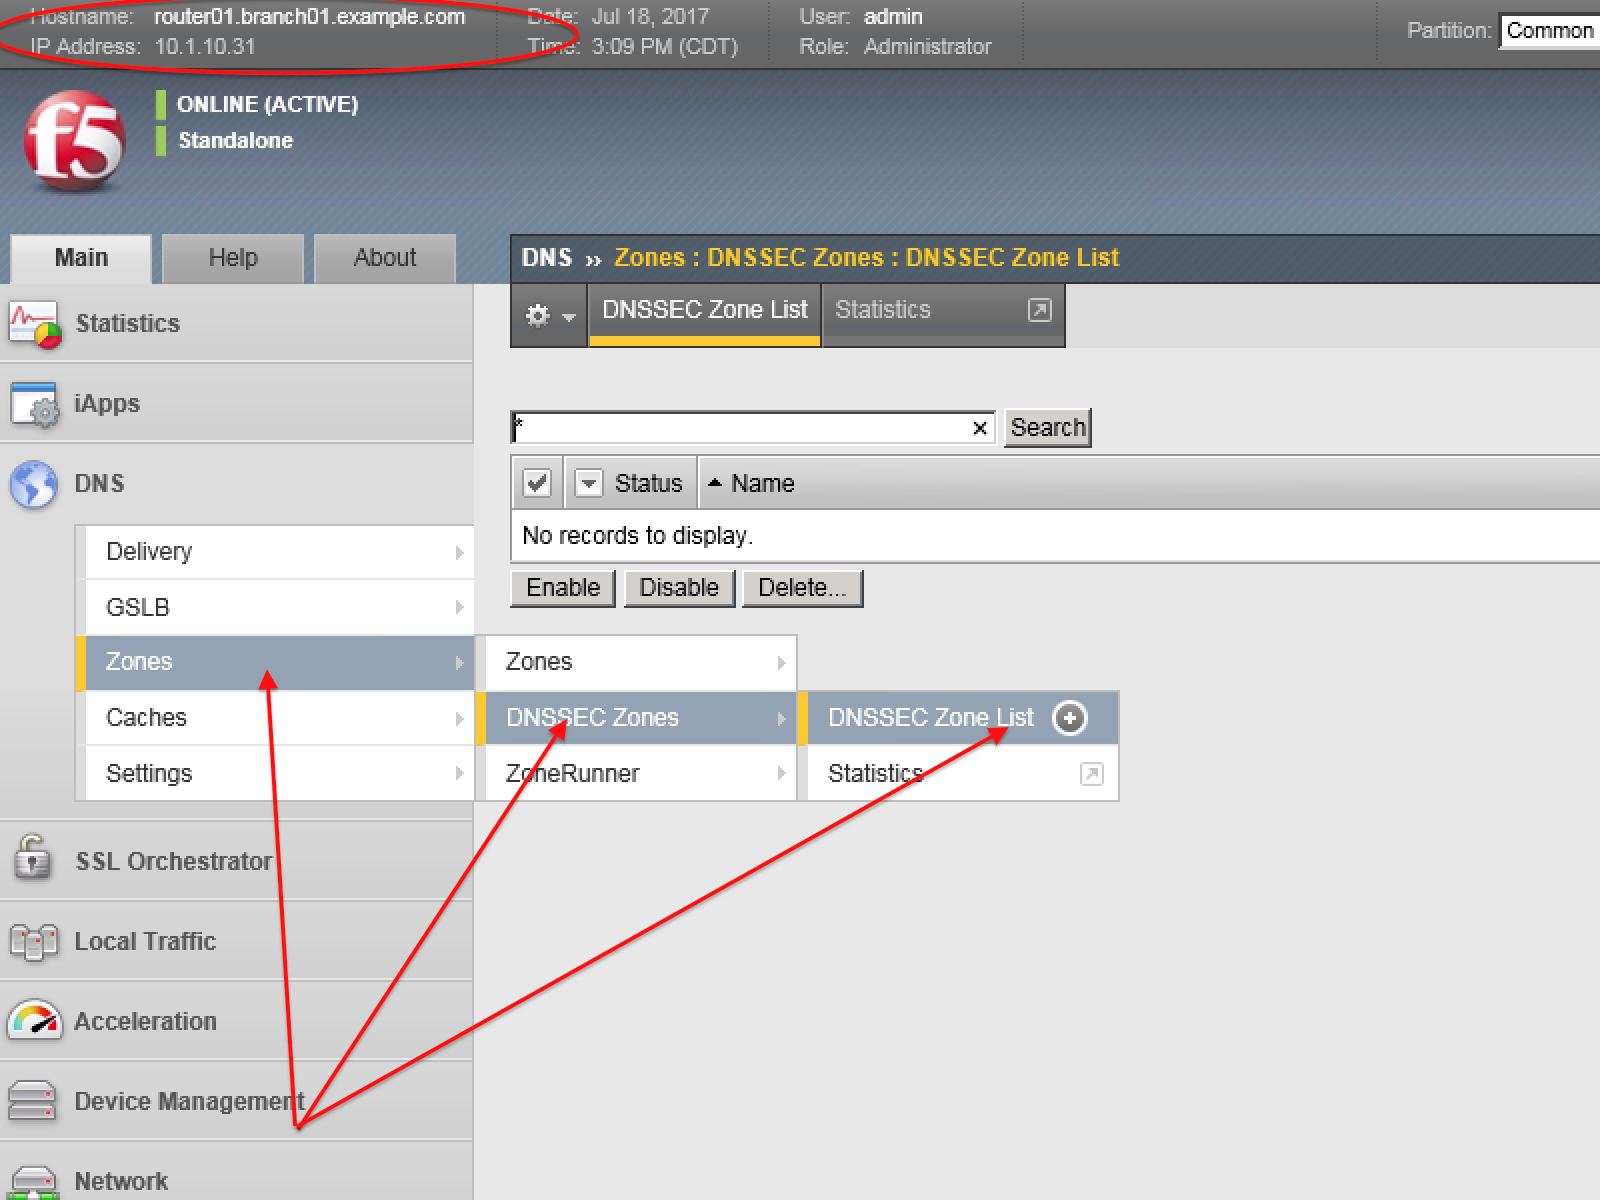 Hostname: router01.branch01.example.com Date: Jul 18, 2017 User: admin
IP Address: 10.1.10.31 Time: 3:09 PM (CDT) Role: Administrator
Partition: Common
f5
ONLINE (ACTIVE)
Standalone
Main Help About
DNS ›› Zones : DNSSEC Zones : DNSSEC Zone List
DNSSEC Zone List Statistics
Statistics
iApps
DNS
* × Search
Status Name
No records to display.
Enable Disable Delete...
Delivery
GSLB
Zones
Caches
Settings
Zones
DNSSEC Zones
ZoneRunner
DNSSEC Zone List
Statistics
SSL Orchestrator
Local Traffic
Acceleration
Device Management
Network